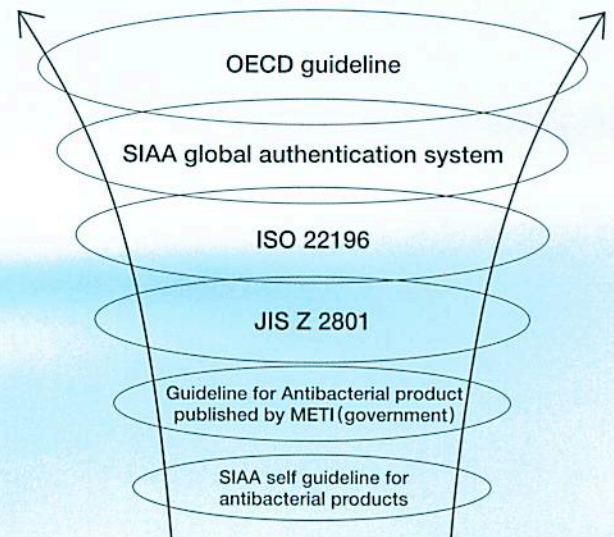 OECD guideline
SIAA global authentication system
ISO 22196
JIS Z 2801
Guideline for Antibacterial product
published by METI(government)
SIAA self guideline for
antibacterial products